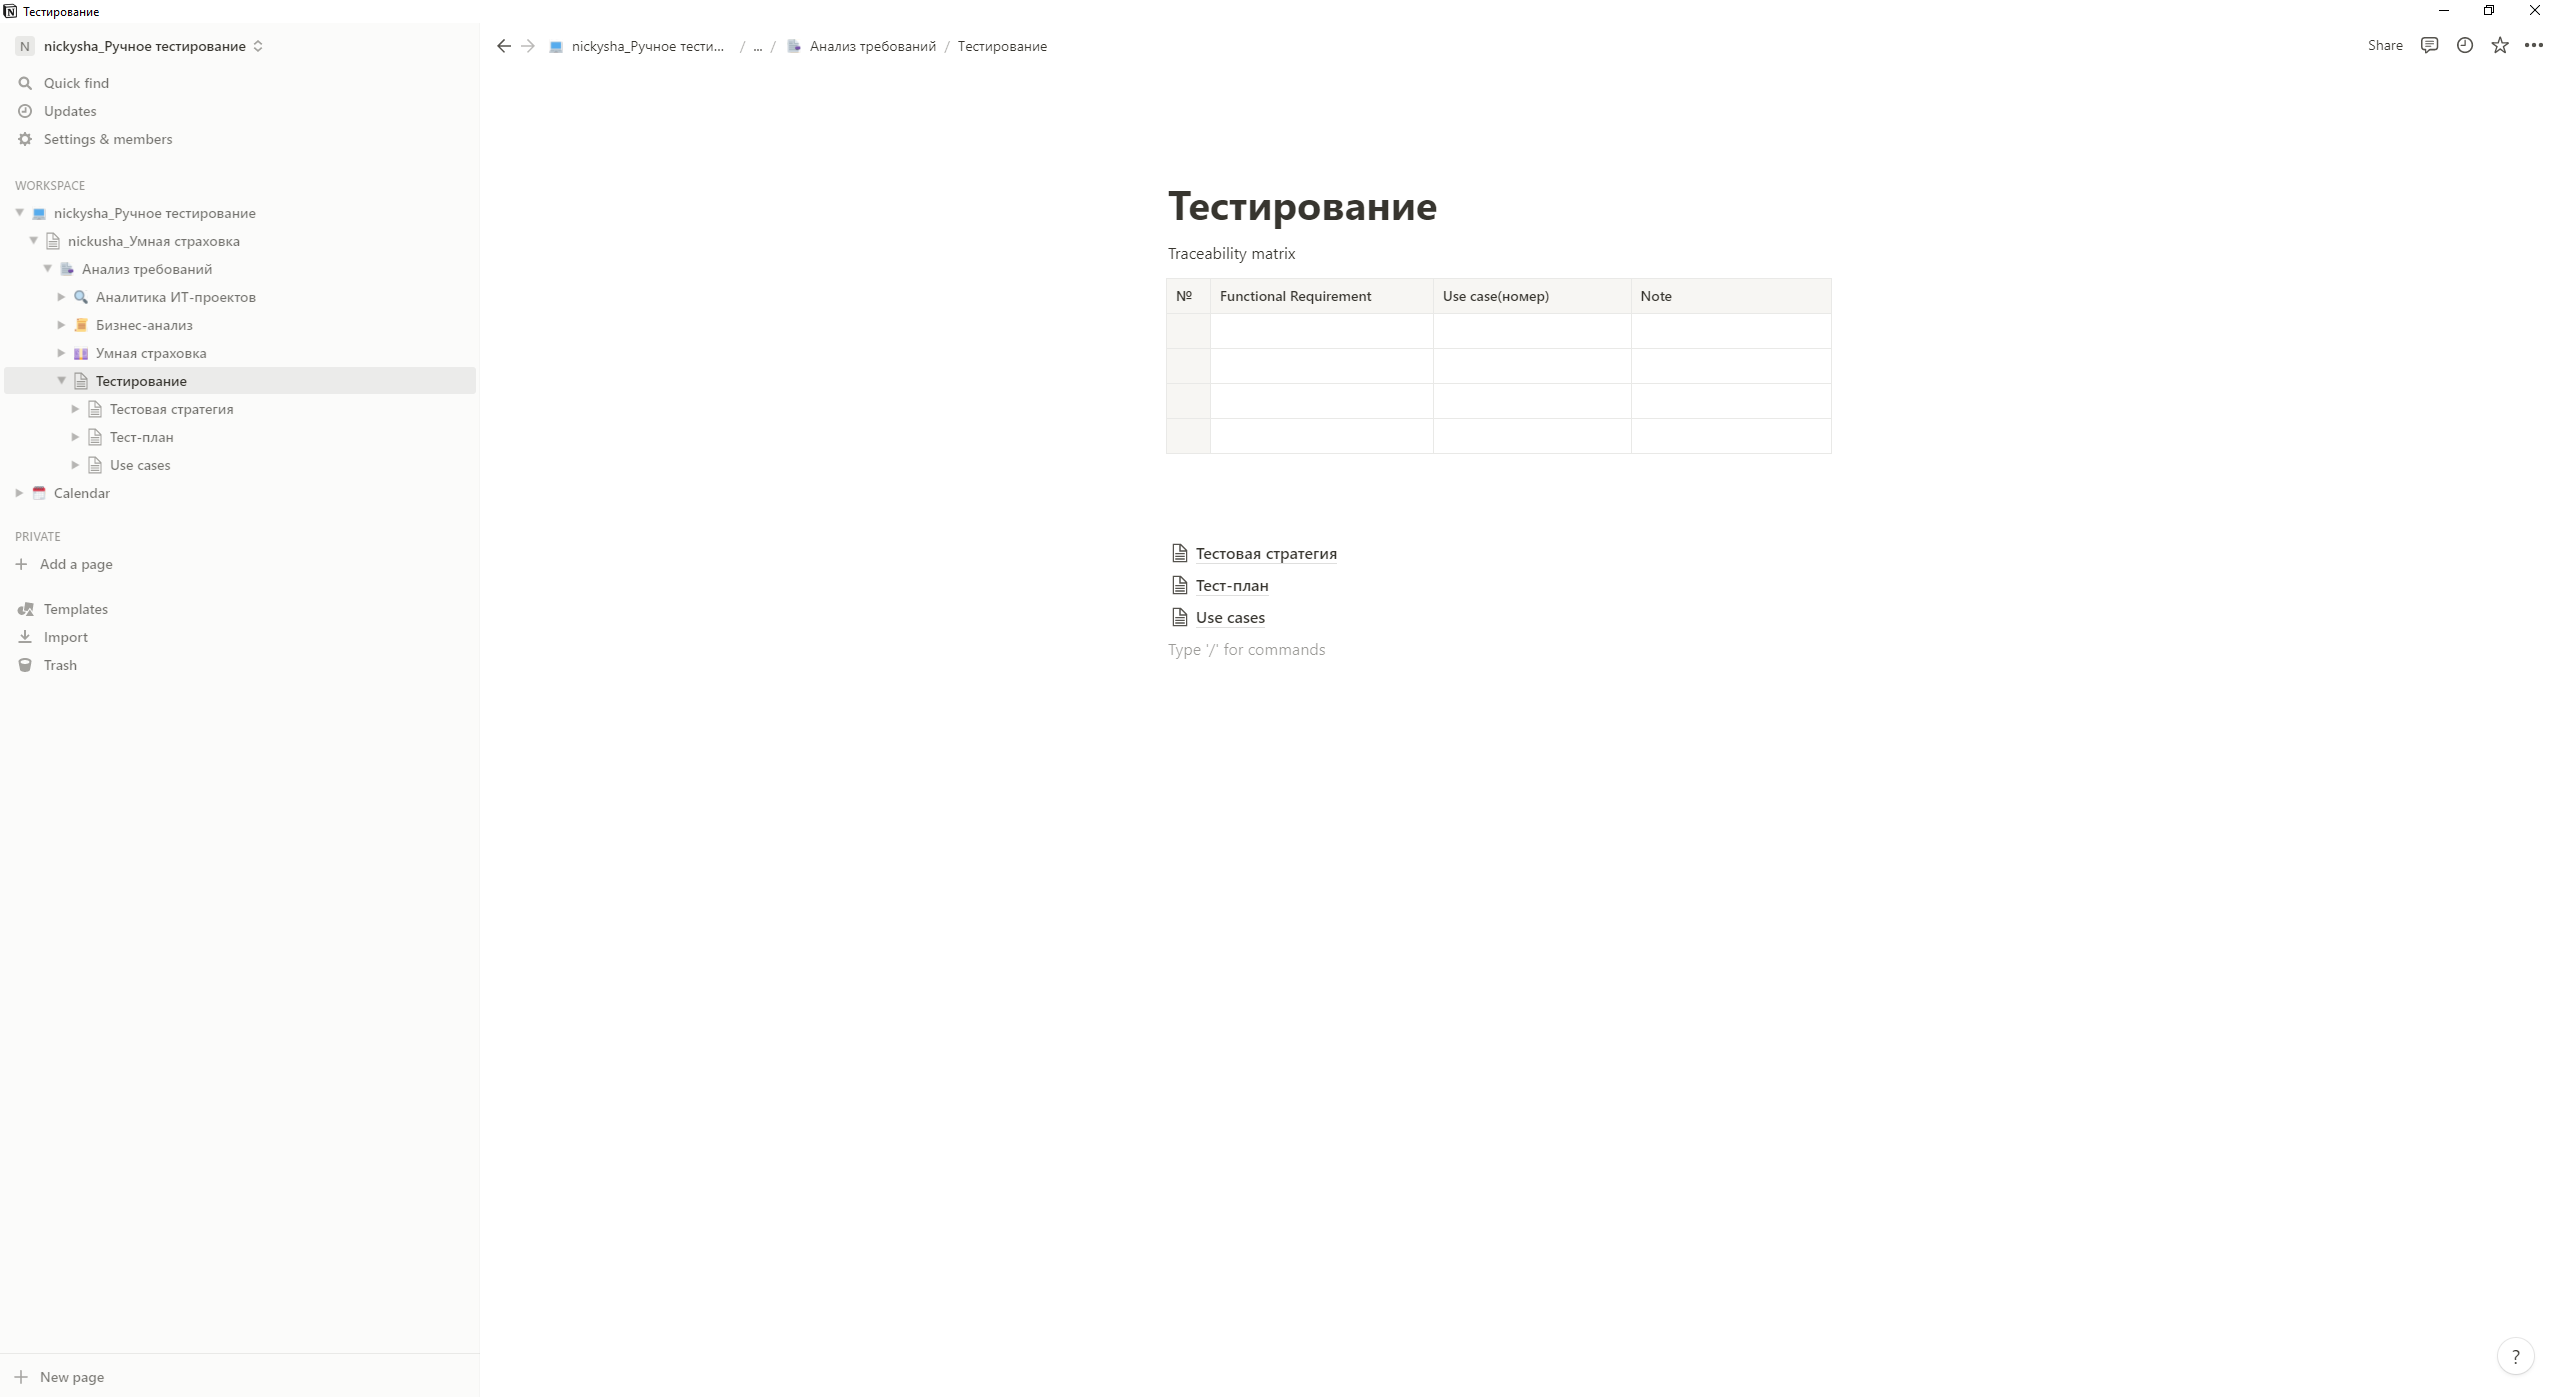 Тестирование
N nickysha_Ручное тестирование
Quick find
Updates
Settings & members
WORKSPACE
nickysha_Ручное тестирование
nickusha_Умная страховка
Анализ требований
Аналитика ИТ-проектов
Бизнес-анализ
Умная страховка
Тестирование
Тестовая стратегия
Тест-план
Use cases
Calendar
PRIVATE
Add a page
Templates
Import
Trash
New page
nickysha_Ручное тести... / ... / Анализ требований / Тестирование
Share
Тестирование
Traceability matrix
№ Functional Requirement Use case(номер) Note
Тестовая стратегия
Тест-план
Use cases
Type '/' for commands
?